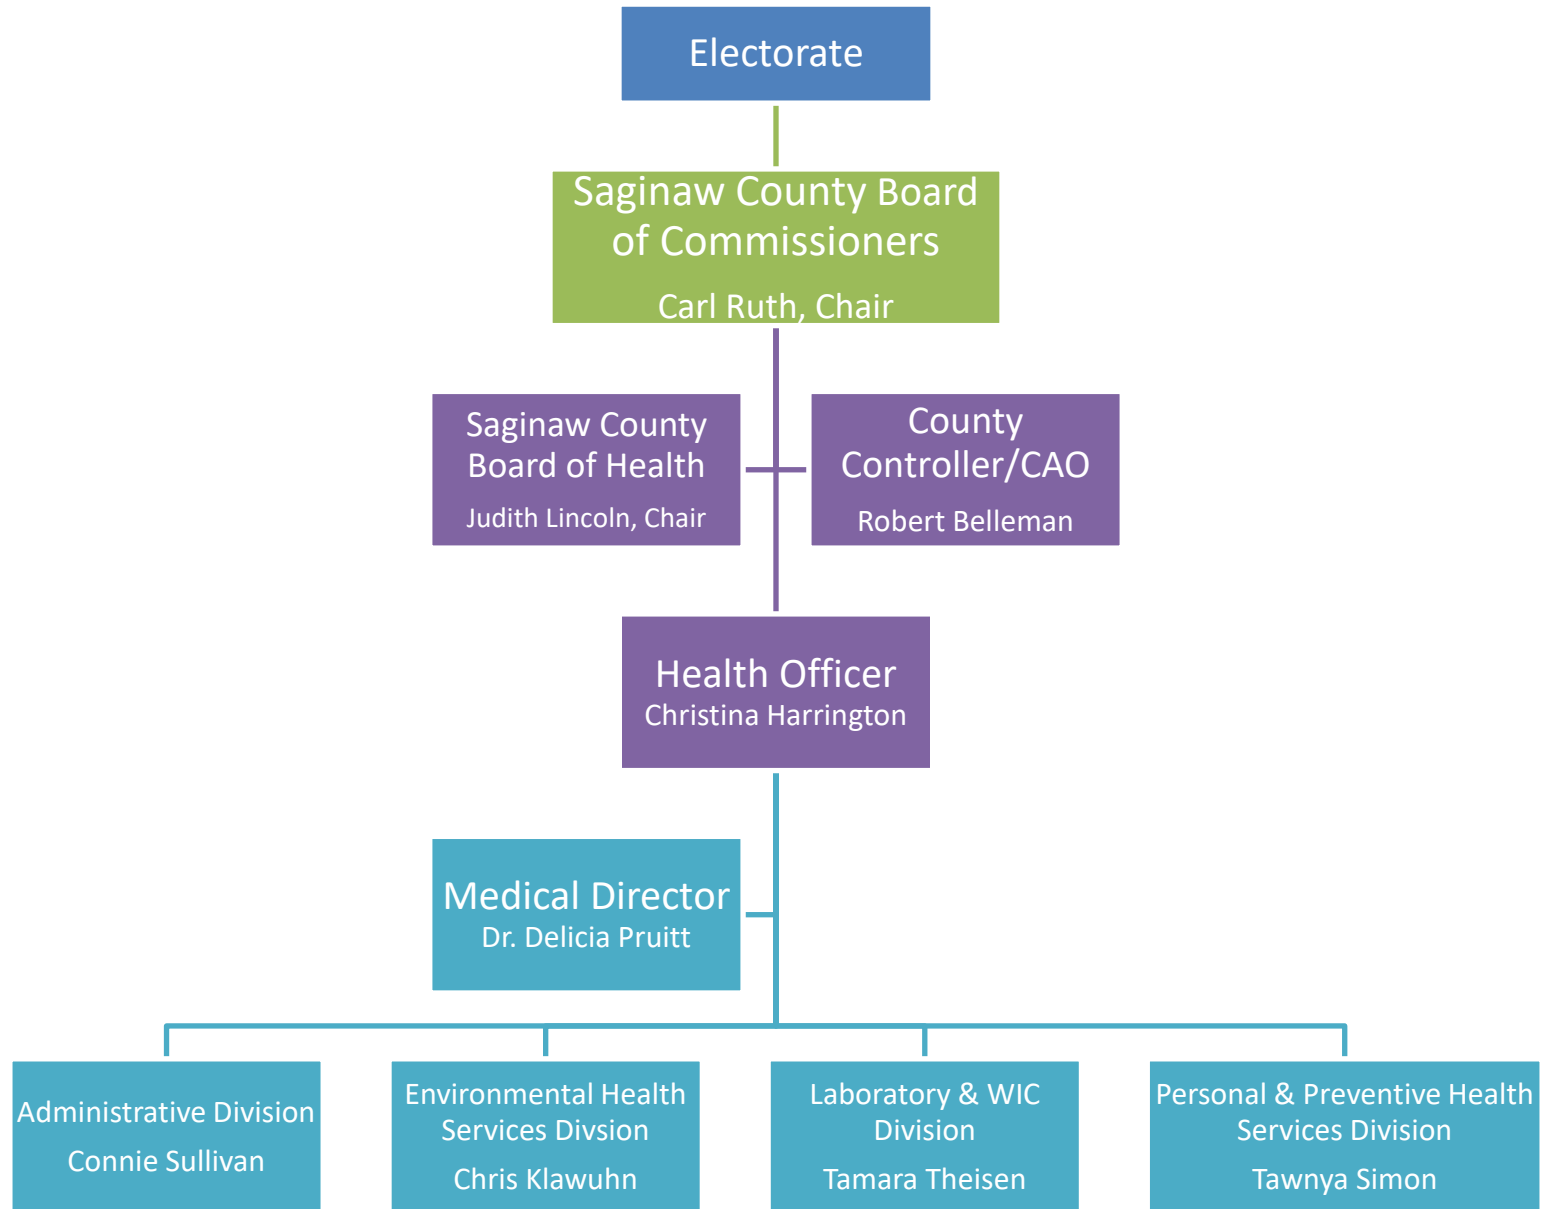 Electorate
Saginaw County Board
of Commissioners
Carl Ruth, Chair
Saginaw County
Board of Health
Judith Lincoln, Chair
County
Controller/CAO
Robert Belleman
Health Officer
Christina Harrington
Medical Director
Dr. Delicia Pruitt
Administrative Division
Connie Sullivan
Environmental Health
Services Divsion
Chris Klawuhn
Laboratory & WIC
Division
Tamara Theisen
Personal & Preventive Health
Services Division
Tawnya Simon